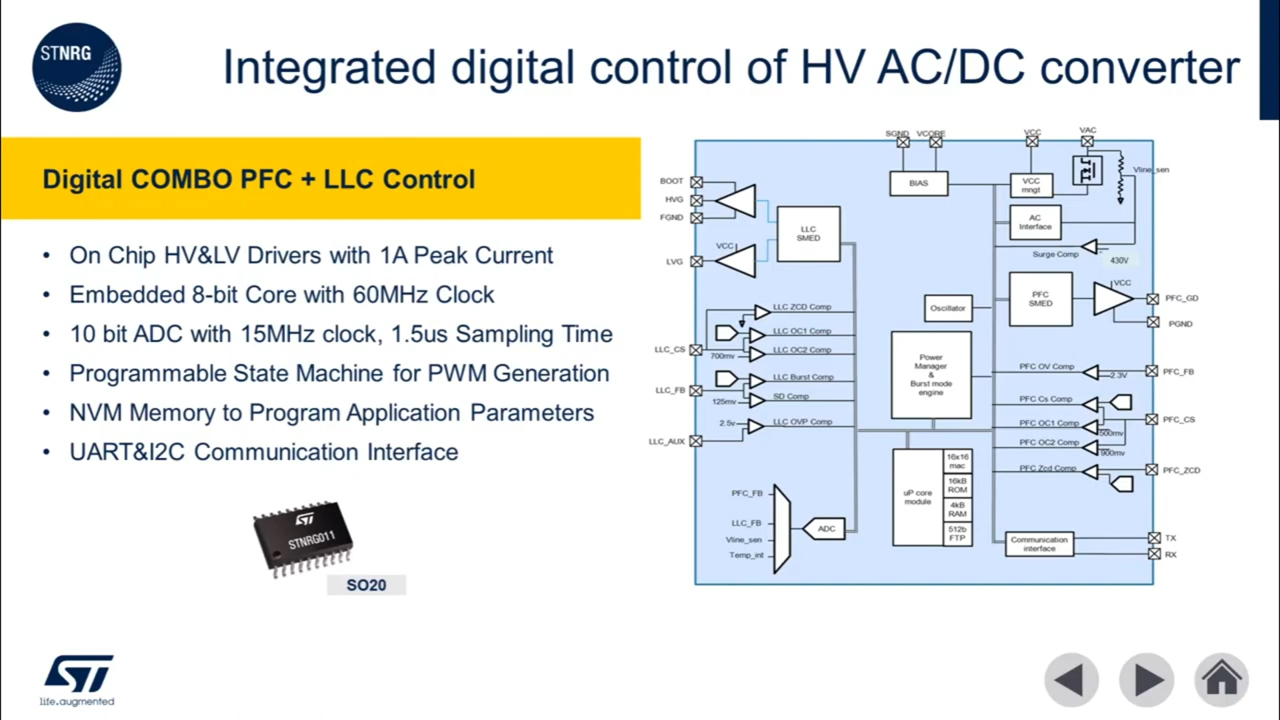 STNRG
Integrated digital control of HV AC/DC converter
Digital COMBO PFC + LLC Control
• On Chip HV&LV Drivers with 1A Peak Current
• Embedded 8-bit Core with 60MHz Clock
• 10 bit ADC with 15MHz clock, 1.5us Sampling Time
• Programmable State Machine for PWM Generation
• NVM Memory to Program Application Parameters
• UART&I2C Communication Interface
ST
STNRG011
SO20
SGND
VCORE
VCC
VAC
BOOT
HVG
FGND
LVG
VCC
LLC
SMED
BIAS
VCC
mngt
Vline_sen
AC
Interface
Surge Comp
430V
PFC
SMED
VCC
PFC_GD
PGND
Oscillator
LLC ZCD Comp
LLC OC1 Comp
LLC OC2 Comp
700mv
LLC_CS
LLC Burst Comp
LLC_FB
SD Comp
125mv
LLC OVP Comp
2.5v
LLC_AUX
Power
Manager
&
Burst mode
engine
PFC OV Comp
2.3V
PFC_FB
PFC Cs Comp
PFC_CS
PFC OC1 Comp
500mv
PFC OC2 Comp
900mv
PFC Zcd Comp
PFC_ZCD
uP core
module
16x16
mac
16kB
ROM
4kB
RAM
512b
FTP
PFC_FB
LLC_FB
Vline_sen
Temp_int
ADC
Communication
interface
TX
RX
ST
life.augmented